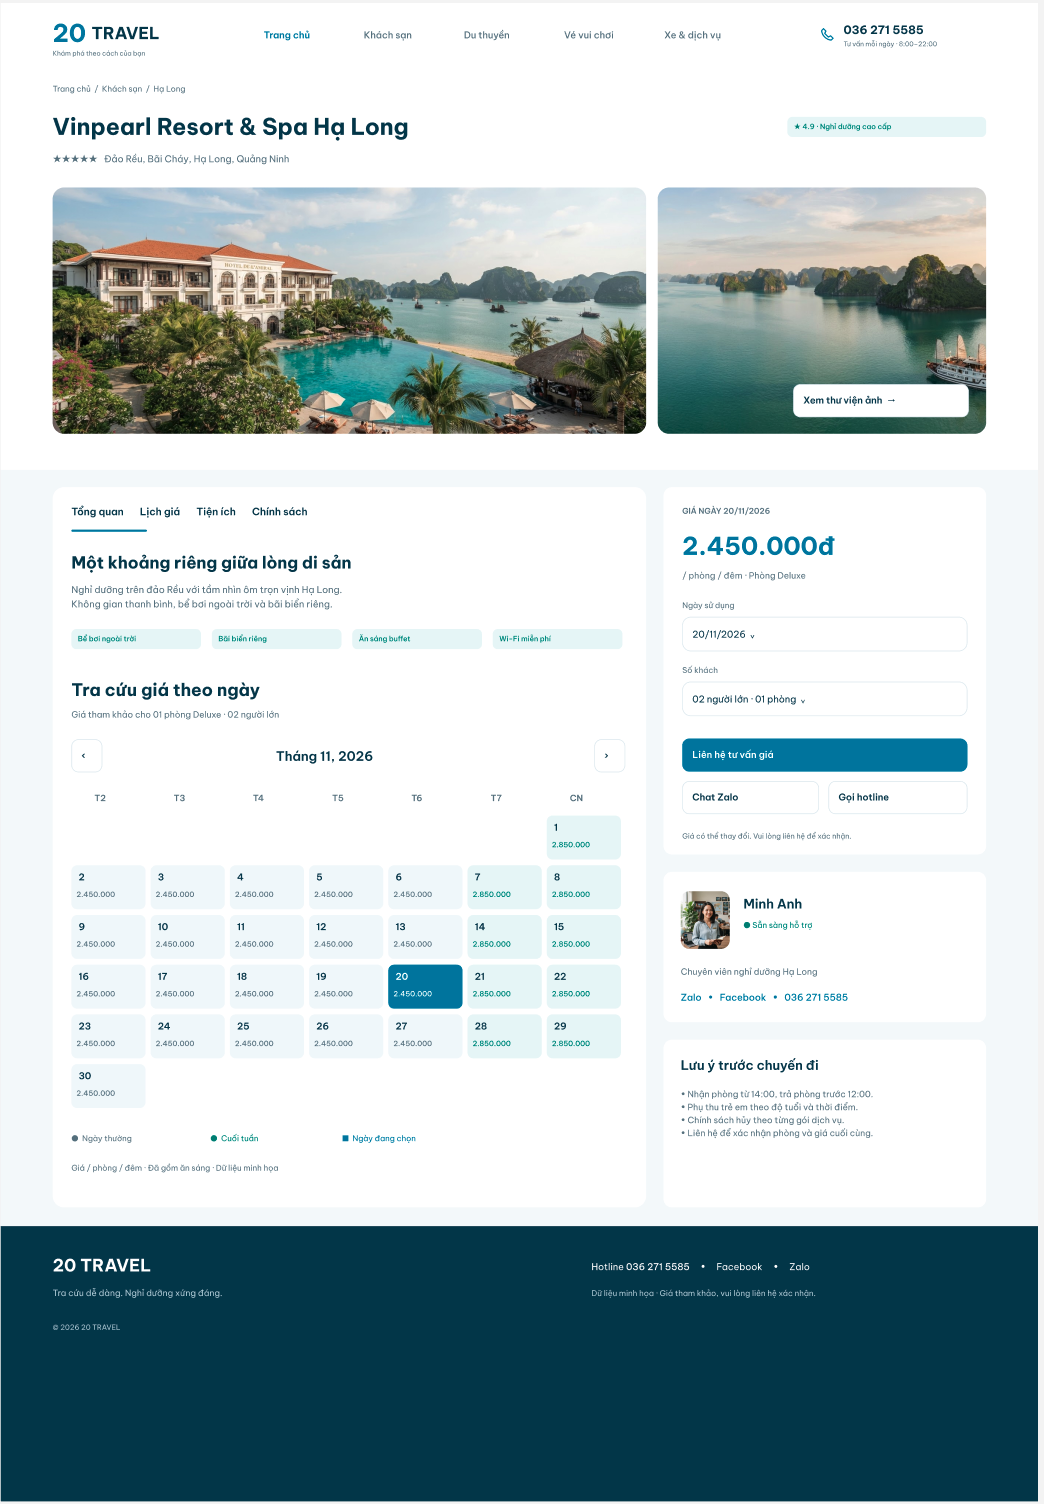 20 TRAVEL
Khám phá theo cách của bạn
Trang chủ
Khách sạn
Du thuyền
Vé vui chơi
Xe & dịch vụ
036 271 5585
Tư vấn mỗi ngày · 8:00–22:00
Trang chủ / Khách sạn / Hạ Long
Vinpearl Resort & Spa Hạ Long
★ 4.9 · Nghỉ dưỡng cao cấp
★★★★★ Đảo Rều, Bãi Cháy, Hạ Long, Quảng Ninh
Xem thư viện ảnh →
Tổng quan
Lịch giá
Tiện ích
Chính sách
Một khoảng riêng giữa lòng di sản
Nghỉ dưỡng trên đảo Rều với tầm nhìn ôm trọn vịnh Hạ Long.
Không gian thanh bình, bể bơi ngoài trời và bãi biển riêng.
Bể bơi ngoài trời
Bãi biển riêng
Ăn sáng buffet
Wi-Fi miễn phí
Tra cứu giá theo ngày
Giá tham khảo cho 01 phòng Deluxe · 02 người lớn
‹
Tháng 11, 2026
›
T2 T3 T4 T5 T6 T7 CN
1
2.850.000
2 3 4 5 6 7 8
2.450.000 2.450.000 2.450.000 2.450.000 2.450.000 2.850.000 2.850.000
9 10 11 12 13 14 15
2.450.000 2.450.000 2.450.000 2.450.000 2.450.000 2.850.000 2.850.000
16 17 18 19 20 21 22
2.450.000 2.450.000 2.450.000 2.450.000 2.450.000 2.850.000 2.850.000
23 24 25 26 27 28 29
2.450.000 2.450.000 2.450.000 2.450.000 2.450.000 2.850.000 2.850.000
30
2.450.000
● Ngày thường
● Cuối tuần
■ Ngày đang chọn
Giá / phòng / đêm · Đã gồm ăn sáng · Dữ liệu minh họa
GIÁ NGÀY 20/11/2026
2.450.000đ
/ phòng / đêm · Phòng Deluxe
Ngày sử dụng
20/11/2026
Số khách
02 người lớn · 01 phòng
Liên hệ tư vấn giá
Chat Zalo
Gọi hotline
Giá có thể thay đổi. Vui lòng liên hệ để xác nhận.
Minh Anh
● Sẵn sàng hỗ trợ
Chuyên viên nghỉ dưỡng Hạ Long
Zalo • Facebook • 036 271 5585
Lưu ý trước chuyến đi
• Nhận phòng từ 14:00, trả phòng trước 12:00.
• Phụ thu trẻ em theo độ tuổi và thời điểm.
• Chính sách hủy theo từng gói dịch vụ.
• Liên hệ để xác nhận phòng và giá cuối cùng.
20 TRAVEL
Tra cứu dễ dàng. Nghỉ dưỡng xứng đáng.
© 2026 20 TRAVEL
Hotline 036 271 5585 • Facebook • Zalo
Dữ liệu minh họa · Giá tham khảo, vui lòng liên hệ xác nhận.